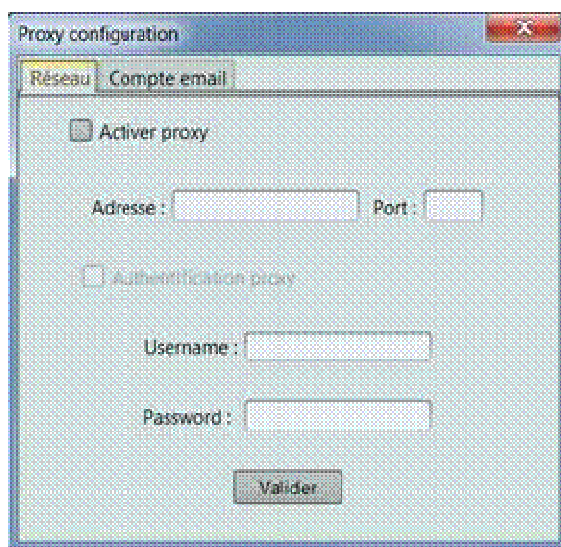 Proxy configuration
Réseau Compte email
Activer proxy
Adresse : Port :
Authentification proxy
Username :
Password :
Valider